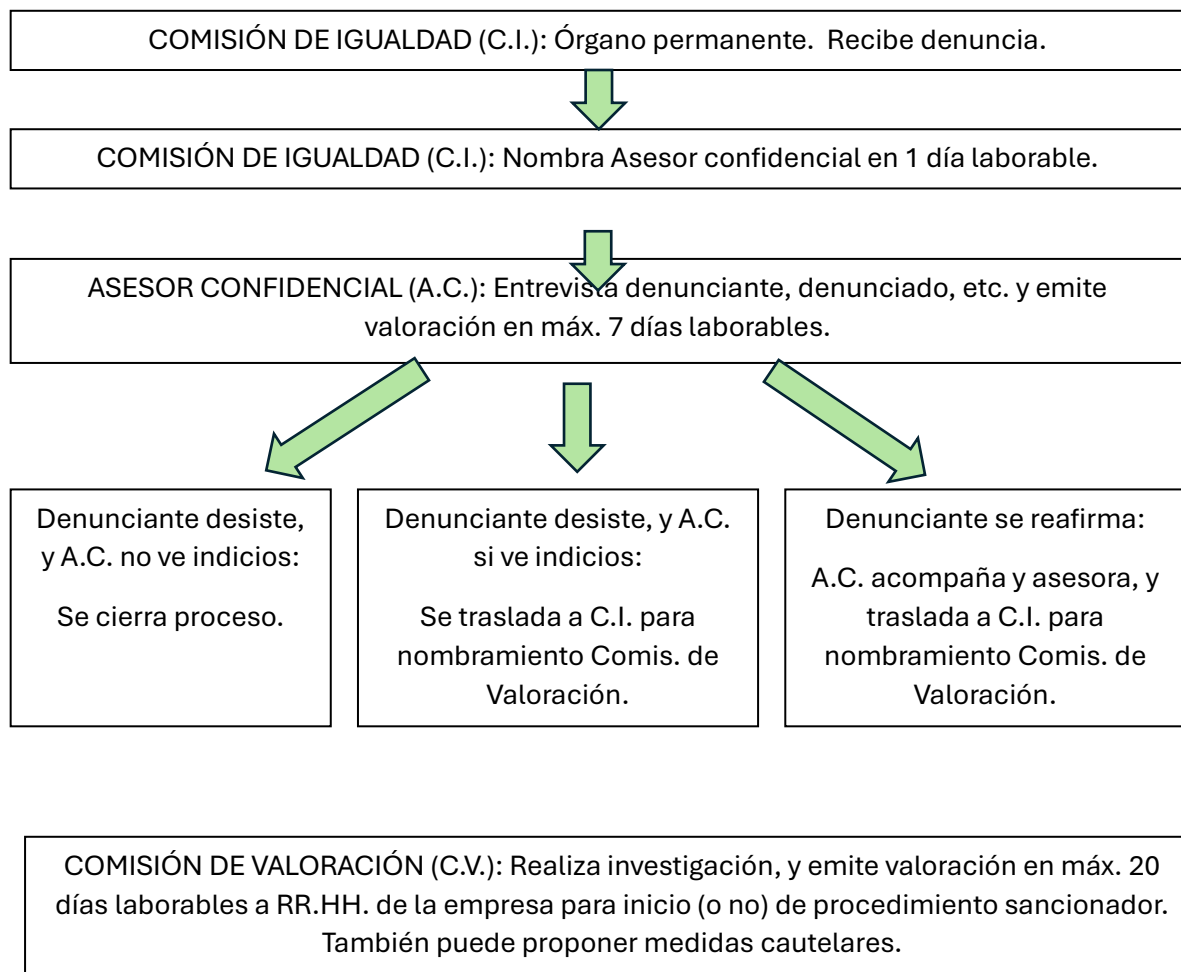 COMISIÓN DE IGUALDAD (C.I.): Órgano permanente. Recibe denuncia.
COMISIÓN DE IGUALDAD (C.I.): Nombra Asesor confidencial en 1 día laborable.
ASESOR CONFIDENCIAL (A.C.): Entrevista denunciante, denunciado, etc. y emite
valoración en máx. 7 días laborables.
Denunciante desiste,
y A.C. no ve indicios:
Se cierra proceso.
Denunciante desiste, y A.C.
si ve indicios:
Se traslada a C.I. para
nombramiento Comis. de
Valoración.
Denunciante se reafirma:
A.C. acompaña y asesora, y
traslada a C.I. para
nombramiento Comis. de
Valoración.
COMISIÓN DE VALORACIÓN (C.V.): Realiza investigación, y emite valoración en máx. 20
días laborables a RR.HH. de la empresa para inicio (o no) de procedimiento sancionador.
También puede proponer medidas cautelares.